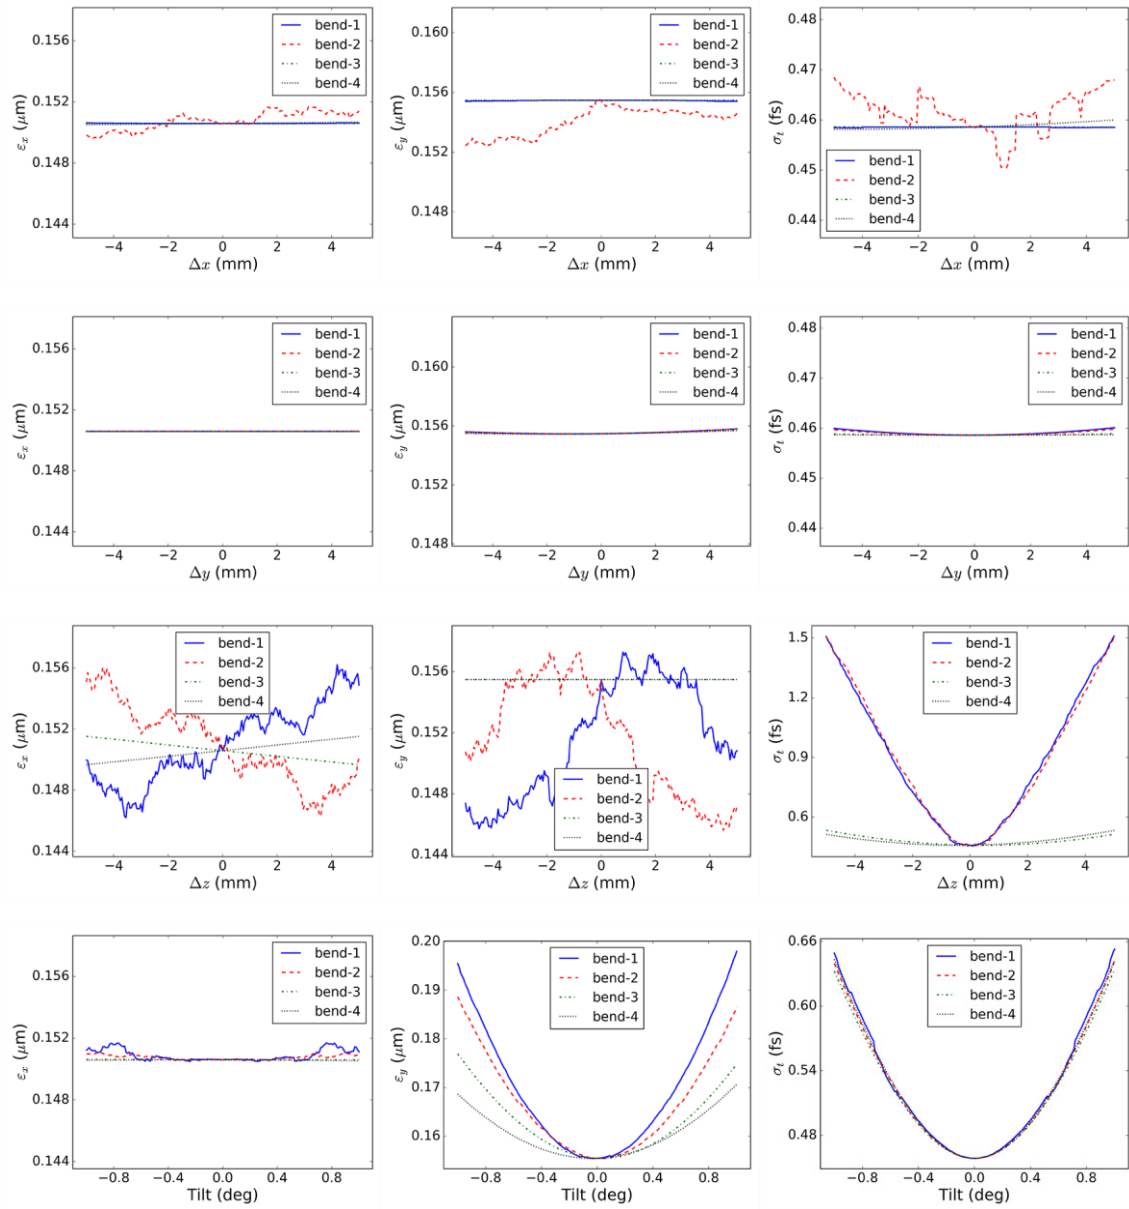 0.156
0.152
0.148
0.144
εx (μm)
bend-1
bend-2
bend-3
bend-4
−4 −2 0 2 4
Δx (mm)
0.160
0.156
0.152
0.148
εy (μm)
bend-1
bend-2
bend-3
bend-4
−4 −2 0 2 4
Δx (mm)
0.48
0.47
0.46
0.45
0.44
σt (fs)
bend-1
bend-2
bend-3
bend-4
−4 −2 0 2 4
Δx (mm)
0.156
0.152
0.148
0.144
εx (μm)
bend-1
bend-2
bend-3
bend-4
−4 −2 0 2 4
Δy (mm)
0.160
0.156
0.152
0.148
εy (μm)
bend-1
bend-2
bend-3
bend-4
−4 −2 0 2 4
Δy (mm)
0.48
0.47
0.46
0.45
0.44
σt (fs)
bend-1
bend-2
bend-3
bend-4
−4 −2 0 2 4
Δy (mm)
0.156
0.152
0.148
0.144
εx (μm)
bend-1
bend-2
bend-3
bend-4
−4 −2 0 2 4
Δz (mm)
0.156
0.152
0.148
0.144
εy (μm)
bend-1
bend-2
bend-3
bend-4
−4 −2 0 2 4
Δz (mm)
1.5
1.2
0.9
0.6
σt (fs)
bend-1
bend-2
bend-3
bend-4
−4 −2 0 2 4
Δz (mm)
0.156
0.152
0.148
0.144
εx (μm)
bend-1
bend-2
bend-3
bend-4
−0.8 −0.4 0.0 0.4 0.8
Tilt (deg)
0.20
0.19
0.18
0.17
0.16
εy (μm)
bend-1
bend-2
bend-3
bend-4
−0.8 −0.4 0.0 0.4 0.8
Tilt (deg)
0.66
0.60
0.54
0.48
σt (fs)
bend-1
bend-2
bend-3
bend-4
−0.8 −0.4 0.0 0.4 0.8
Tilt (deg)